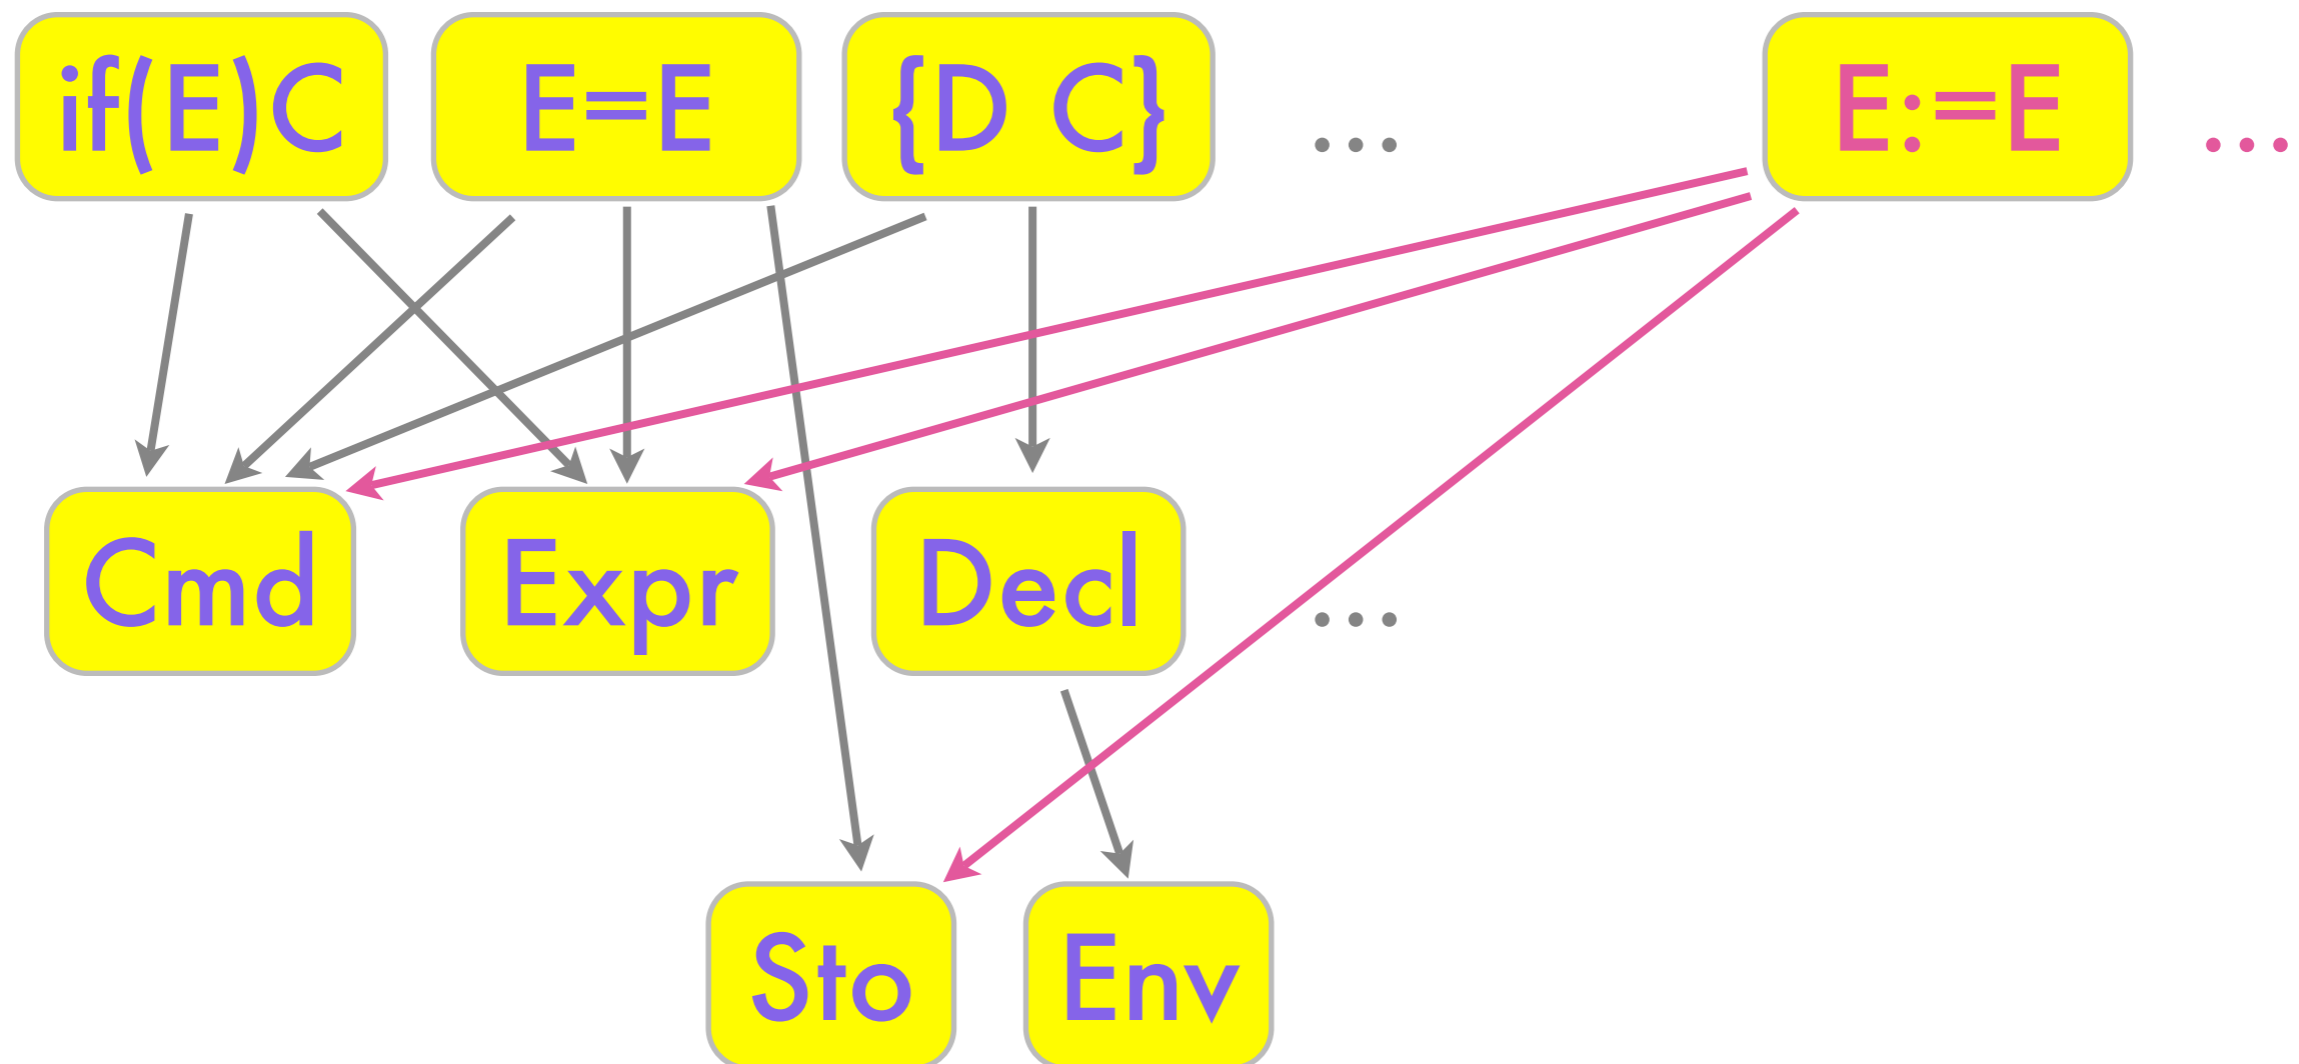 if(E)C E=E {D C} ... E:=E ...
Cmd Expr Decl ...
Sto Env